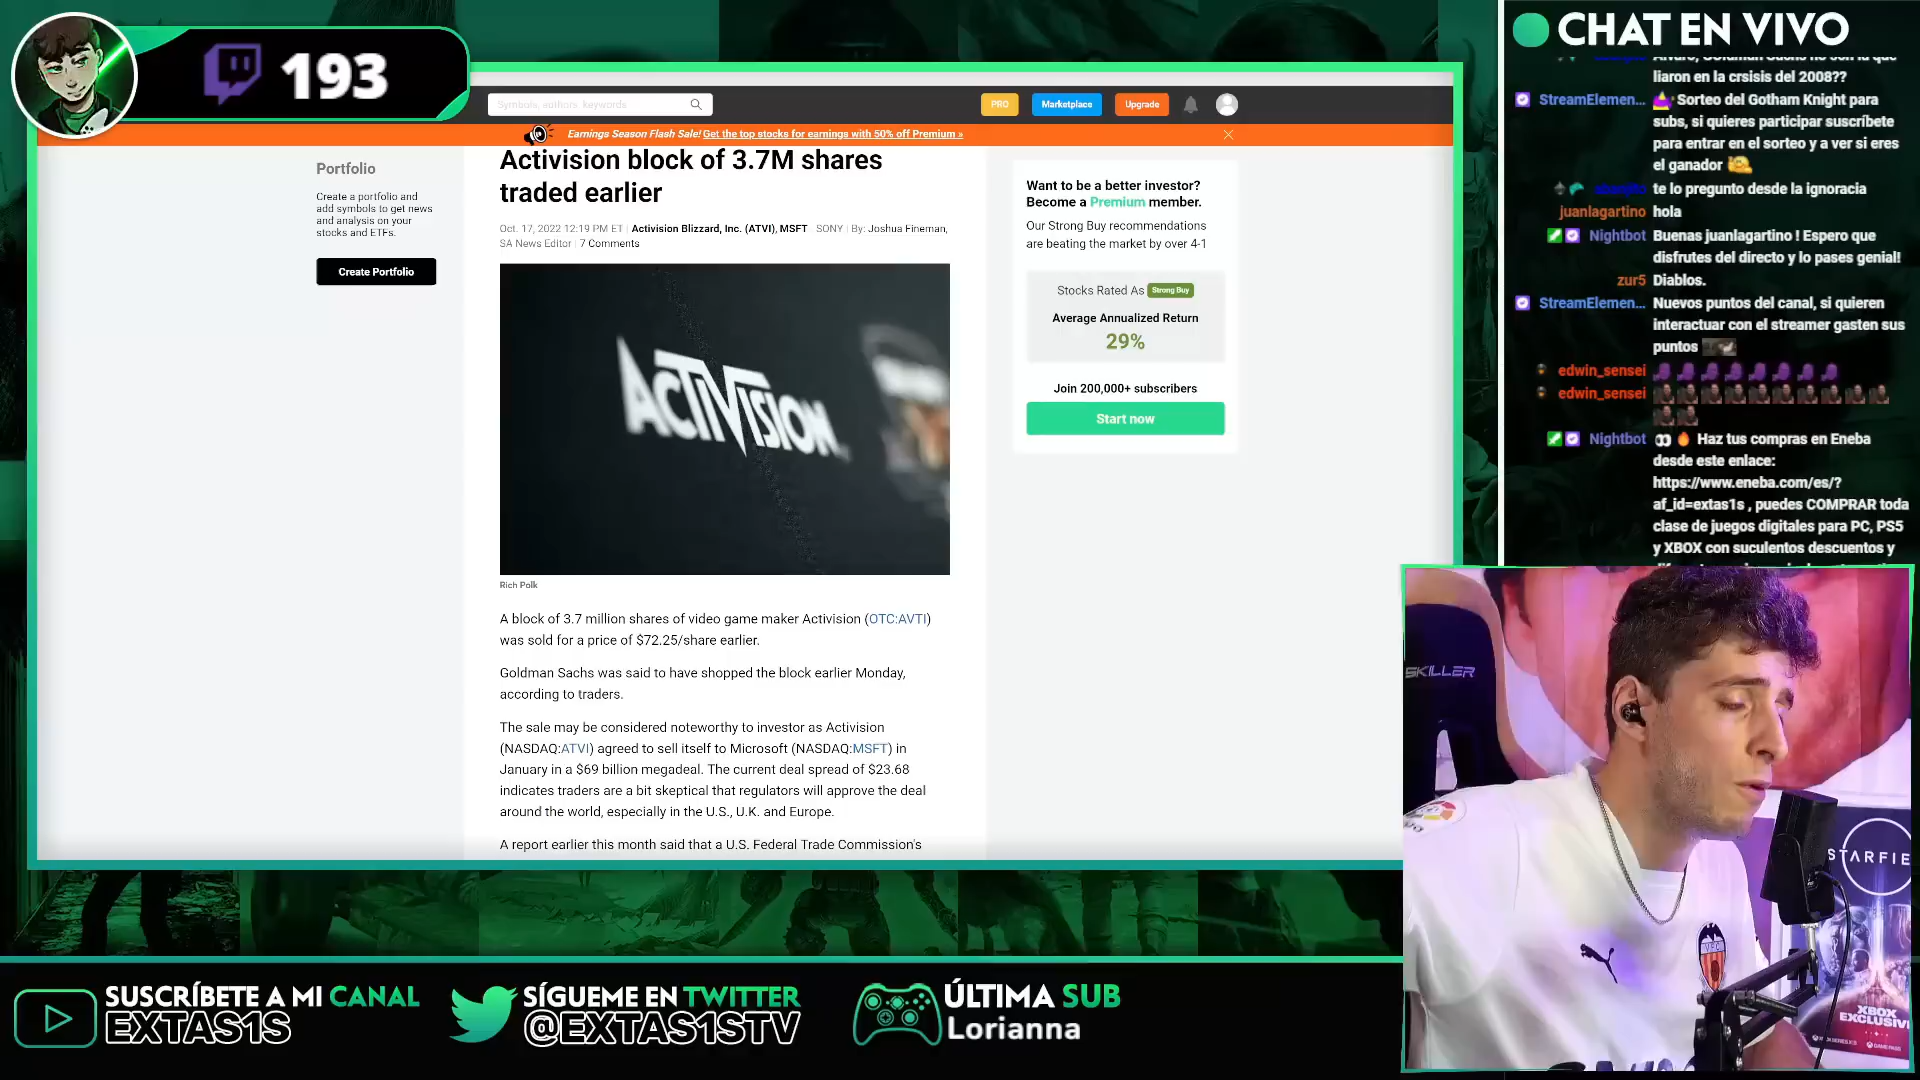 193
Symbols, authors, keywords
PRO
Marketplace
Upgrade
Earnings Season Flash Sale! Get the top stocks for earnings with 50% off Premium »
Portfolio
Create a portfolio and
add symbols to get news
and analysis on your
stocks and ETFs.
Create Portfolio
Activision block of 3.7M shares
traded earlier
Oct. 17, 2022 12:19 PM ET | Activision Blizzard, Inc. (ATVI), MSFT SONY | By: Joshua Fineman,
SA News Editor | 7 Comments
ACTIVISION
Rich Polk
A block of 3.7 million shares of video game maker Activision (OTC:AVTI)
was sold for a price of $72.25/share earlier.
Goldman Sachs was said to have shopped the block earlier Monday,
according to traders.
The sale may be considered noteworthy to investor as Activision
(NASDAQ:ATVI) agreed to sell itself to Microsoft (NASDAQ:MSFT) in
January in a $69 billion megadeal. The current deal spread of $23.68
indicates traders are a bit skeptical that regulators will approve the deal
around the world, especially in the U.S., U.K. and Europe.
A report earlier this month said that a U.S. Federal Trade Commission's
Want to be a better investor?
Become a Premium member.
Our Strong Buy recommendations
are beating the market by over 4-1
Stocks Rated As Strong Buy
Average Annualized Return
29%
Join 200,000+ subscribers
Start now
CHAT EN VIVO
Alvaro, Goldman Sachs no son la que
liaron en la crsisis del 2008??
StreamElemen... Sorteo del Gotham Knight para
subs, si quieres participar suscríbete
para entrar en el sorteo y a ver si eres
el ganador
te lo pregunto desde la ignoracia
juanlagartino hola
Nightbot Buenas juanlagartino ! Espero que
disfrutes del directo y lo pases genial!
zur5 Diablos.
StreamElemen... Nuevos puntos del canal, si quieren
interactuar con el streamer gasten sus
puntos
edwin_sensei
edwin_sensei
Nightbot Haz tus compras en Eneba
desde este enlace:
https://www.eneba.com/es/?
af_id=extas1s , puedes COMPRAR toda
clase de juegos digitales para PC, PS5
y XBOX con suculentos descuentos y
SKILLER
STARFIE
VCF
XBOX
EXCLUSIV
SUSCRÍBETE A MI CANAL
EXTAS1S
SÍGUEME EN TWITTER
@EXTAS1STV
ÚLTIMA SUB
Lorianna